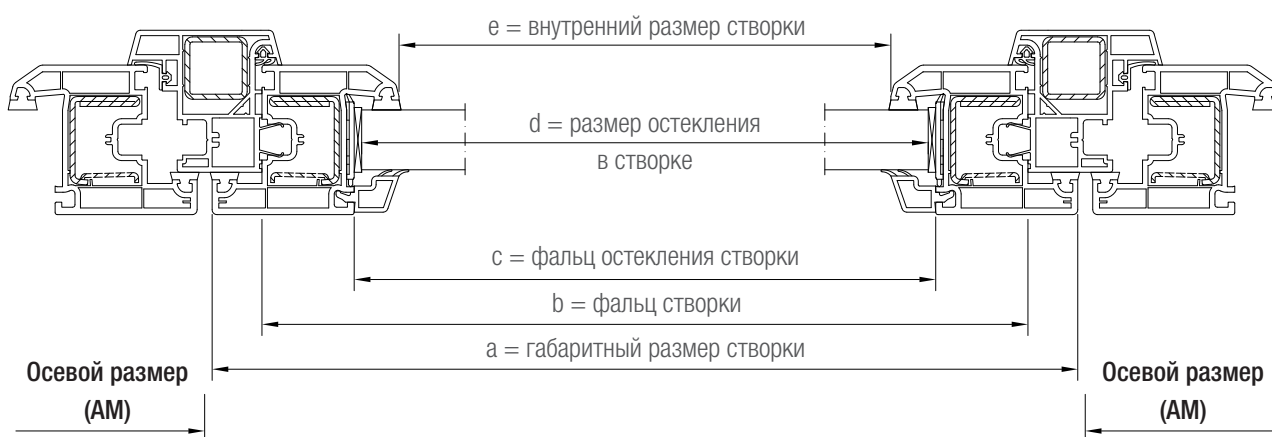 e = внутренний размер створки
d = размер остекления
в створке
c = фальц остекления створки
b = фальц створки
a = габаритный размер створки
Осевой размер
(AM)
Осевой размер
(AM)